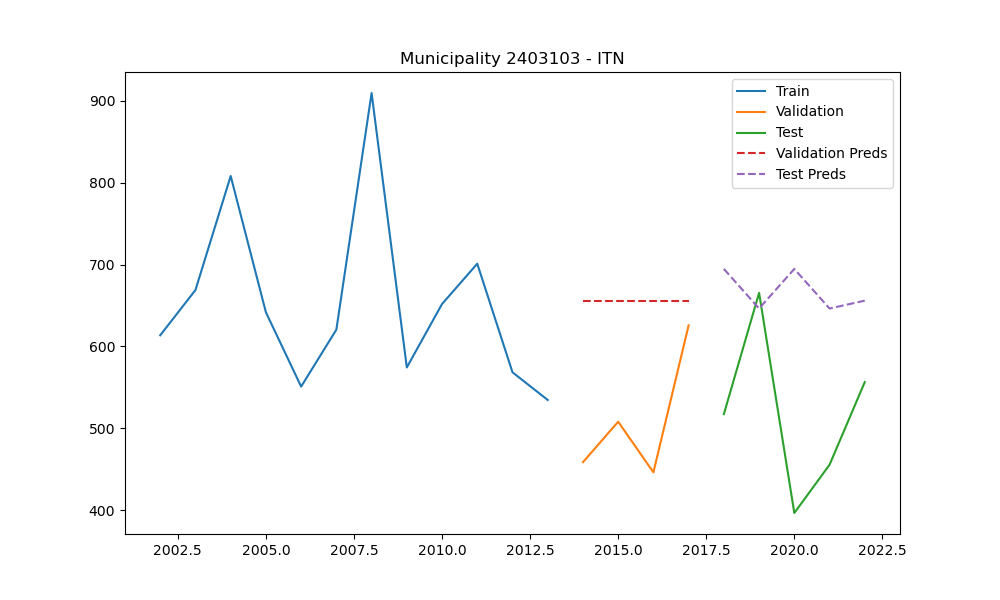 Municipality 2403103 - ITN
Train
Validation
Test
Validation Preds
Test Preds
900
800
700
600
500
400
2002.5 2005.0 2007.5 2010.0 2012.5 2015.0 2017.5 2020.0 2022.5